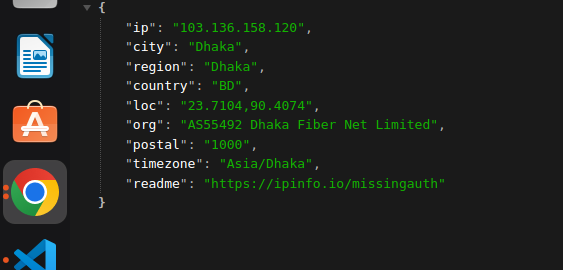 {
"ip": "103.136.158.120",
"city": "Dhaka",
"region": "Dhaka",
"country": "BD",
"loc": "23.7104,90.4074",
"org": "AS55492 Dhaka Fiber Net Limited",
"postal": "1000",
"timezone": "Asia/Dhaka",
"readme": "https://ipinfo.io/missingauth"
}